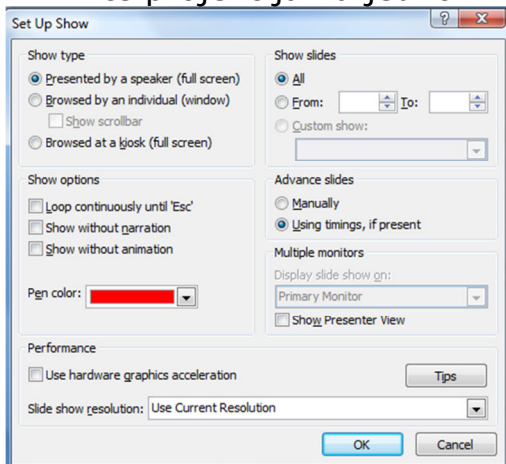 Set Up Show
Show type
Presented by a speaker (full screen)
Browsed by an individual (window)
Show scrollbar
Browsed at a kiosk (full screen)
Show slides
All
From: To:
Custom show:
Show options
Loop continuously until 'Esc'
Show without narration
Show without animation
Pen color:
Advance slides
Manually
Using timings, if present
Multiple monitors
Display slide show on:
Primary Monitor
Show Presenter View
Performance
Use hardware graphics acceleration
Tips
Slide show resolution: Use Current Resolution
OK Cancel